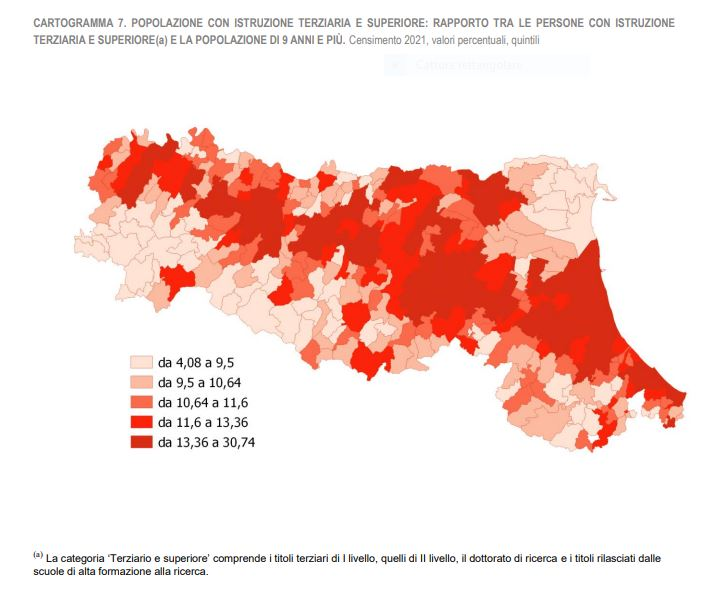 CARTOGRAMMA 7. POPOLAZIONE CON ISTRUZIONE TERZIARIA E SUPERIORE: RAPPORTO TRA LE PERSONE CON ISTRUZIONE
TERZIARIA E SUPERIORE(a) E LA POPOLAZIONE DI 9 ANNI E PIÙ. Censimento 2021, valori percentuali, quintili
Cattura rettangolare
da 4,08 a 9,5
da 9,5 a 10,64
da 10,64 a 11,6
da 11,6 a 13,36
da 13,36 a 30,74
(a) La categoria ‘Terziario e superiore’ comprende i titoli terziari di I livello, quelli di II livello, il dottorato di ricerca e i titoli rilasciati dalle
scuole di alta formazione alla ricerca.